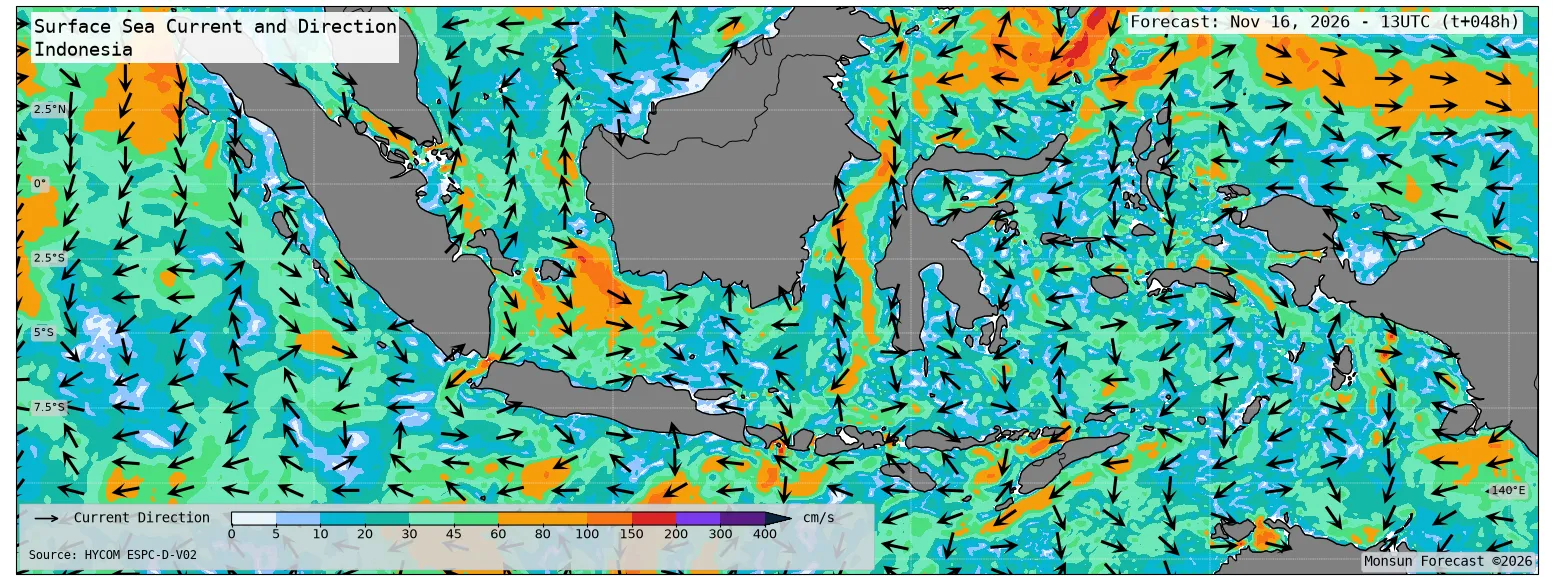 Surface Sea Current and Direction
Indonesia
Forecast: Nov 16, 2026 - 13UTC (t+048h)
2.5°N
0°
2.5°S
5°S
7.5°S
140°E
Current Direction
0 5 10 20 30 45 60 80 100 150 200 300 400 cm/s
Source: HYCOM ESPC-D-V02
Monsun Forecast ©2026